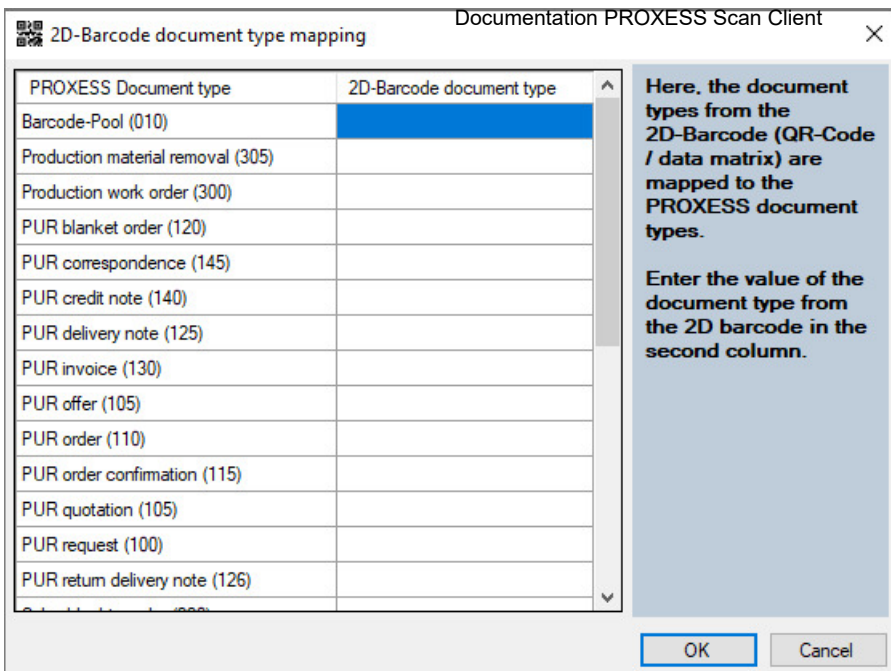 Documentation PROXESS Scan Client
2D-Barcode document type mapping
PROXESS Document type 2D-Barcode document type
Barcode-Pool (010)
Production material removal (305)
Production work order (300)
PUR blanket order (120)
PUR correspondence (145)
PUR credit note (140)
PUR delivery note (125)
PUR invoice (130)
PUR offer (105)
PUR order (110)
PUR order confirmation (115)
PUR quotation (105)
PUR request (100)
PUR return delivery note (126)
Here, the document
types from the
2D-Barcode (QR-Code
/ data matrix) are
mapped to the
PROXESS document
types.
Enter the value of the
document type from
the 2D barcode in the
second column.
OK Cancel